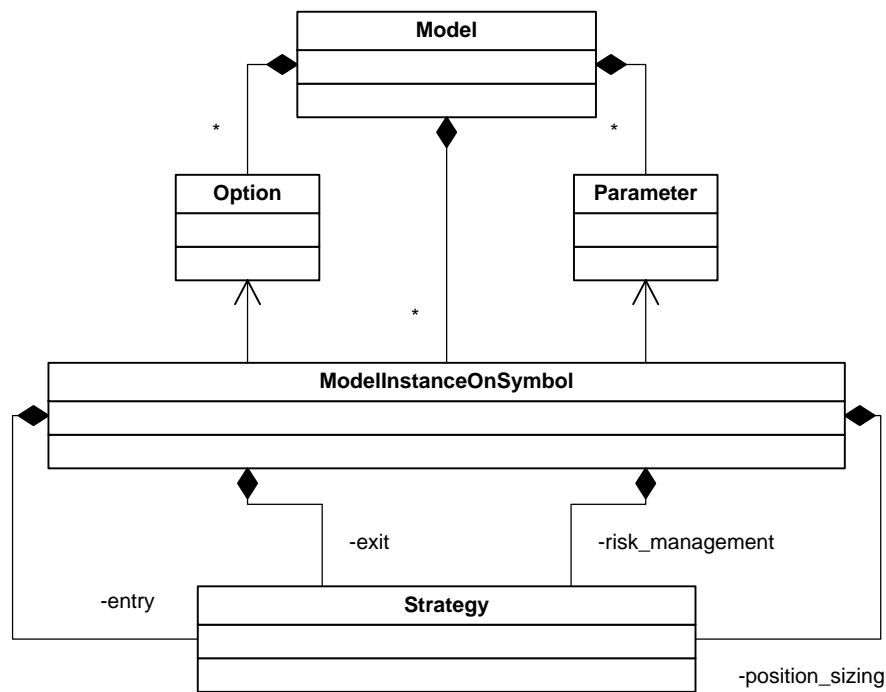 Model
*
*
Option
Parameter
*
ModelInstanceOnSymbol
-exit
-risk_management
-entry
Strategy
-position_sizing